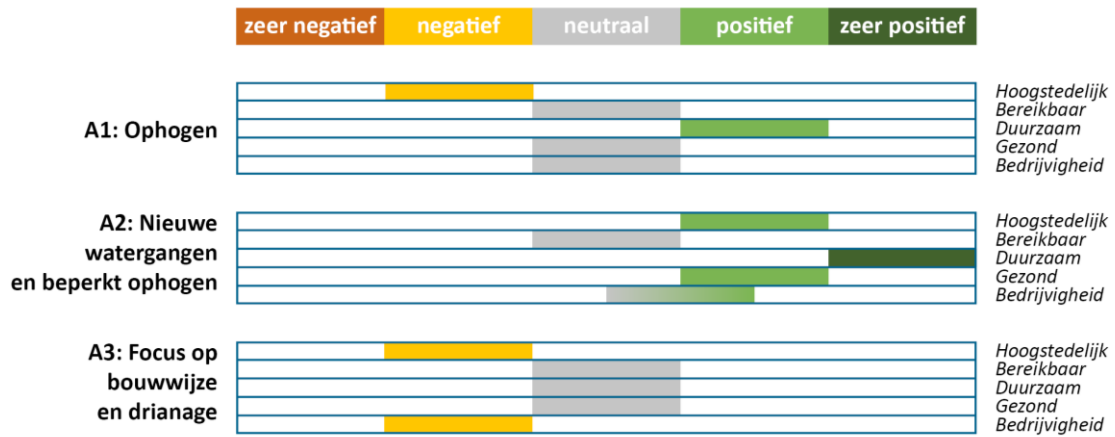 zeer negatief negatief neutraal positief zeer positief
Hoogstedelijk
Bereikbaar
A1: Ophogen
Duurzaam
Gezond
Bedrijvigheid
A2: Nieuwe
watergangen
en beperkt ophogen
Hoogstedelijk
Bereikbaar
Duurzaam
Gezond
Bedrijvigheid
A3: Focus op
bouwwijze
en drianage
Hoogstedelijk
Bereikbaar
Duurzaam
Gezond
Bedrijvigheid